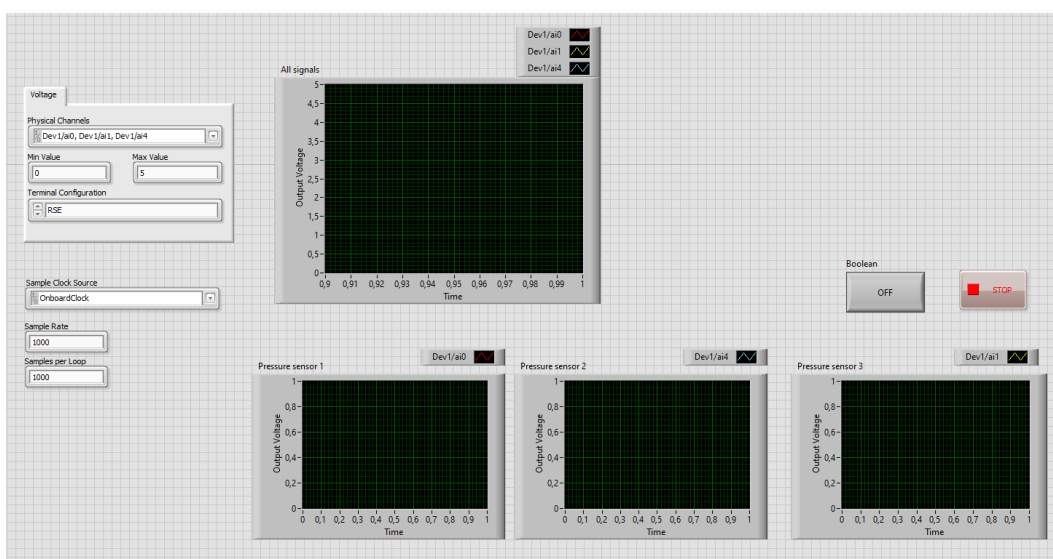 Dev1/ai0
Dev1/ai1
Dev1/ai4
All signals
Voltage
Physical Channels
Dev1/ai0, Dev1/ai1, Dev1/ai4
Min Value Max Value
0 5
Terminal Configuration
RSE
Output Voltage
5
4,5
4
3,5
3
2,5
2
1,5
1
0,5
0
0,9 0,91 0,92 0,93 0,94 0,95 0,96 0,97 0,98 0,99 1
Time
Sample Clock Source
OnboardClock
Sample Rate
1000
Samples per Loop
1000
Boolean
OFF
STOP
Pressure sensor 1
Dev1/ai0
Output Voltage
1
0,8
0,6
0,4
0,2
0
0 0,1 0,2 0,3 0,4 0,5 0,6 0,7 0,8 0,9 1
Time
Pressure sensor 2
Dev1/ai4
Output Voltage
1
0,8
0,6
0,4
0,2
0
0 0,1 0,2 0,3 0,4 0,5 0,6 0,7 0,8 0,9 1
Time
Pressure sensor 3
Dev1/ai1
Output Voltage
1
0,8
0,6
0,4
0,2
0
0 0,1 0,2 0,3 0,4 0,5 0,6 0,7 0,8 0,9 1
Time